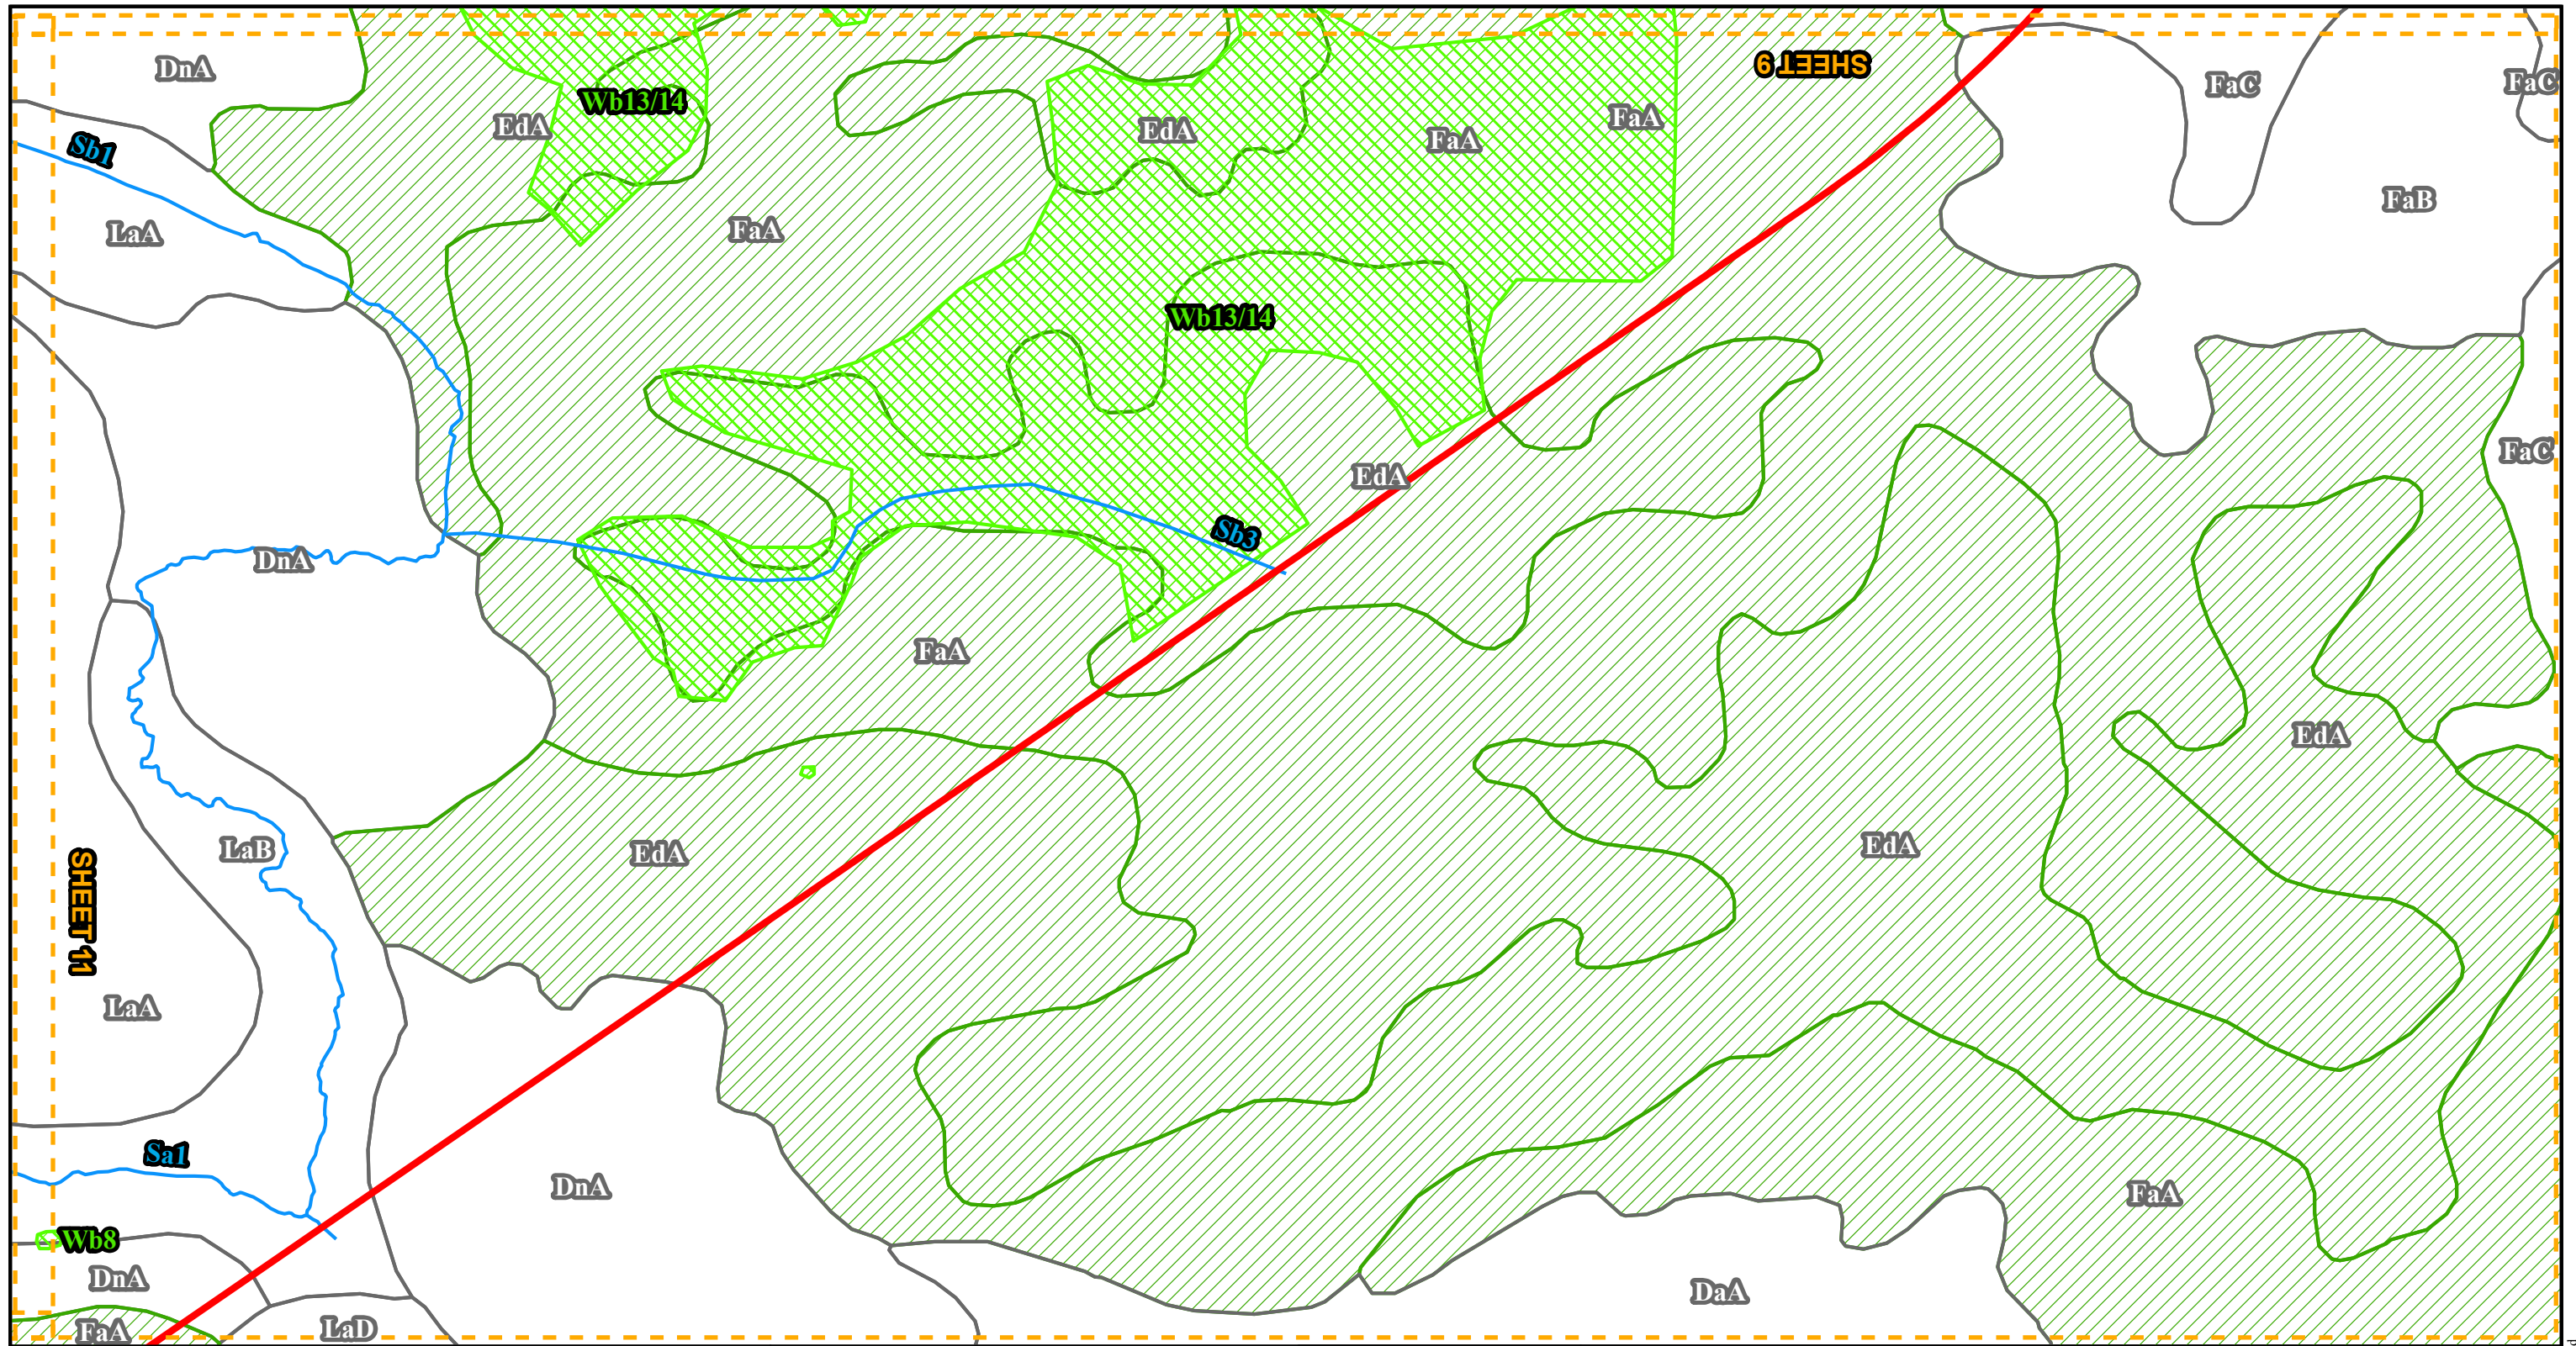 DnA
SHEET 9
FaC
FaC
Wb13/14
EdA
EdA
FaA
FaA
Sb1
FaB
LaA
FaA
Wb13/14
FaC
EdA
Sb3
DnA
FaA
EdA
LaB
EdA
EdA
SHEET 11
LaA
Sa1
DnA
FaA
Wb8
DnA
DaA
FaA
LaD